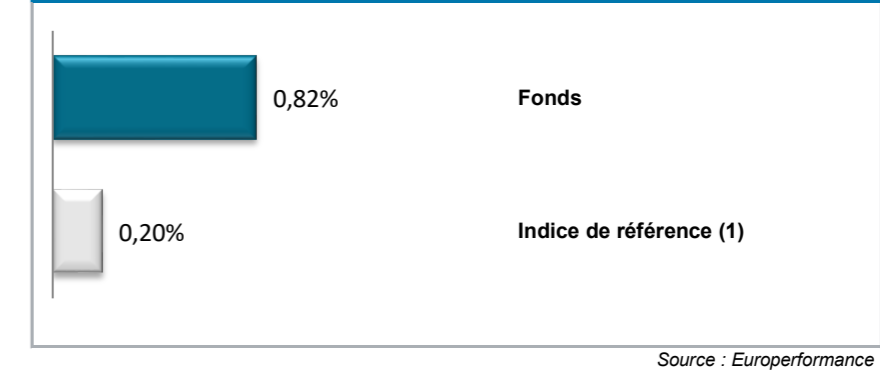 0,82% Fonds
0,20% Indice de référence (1)
Source : Europerformance